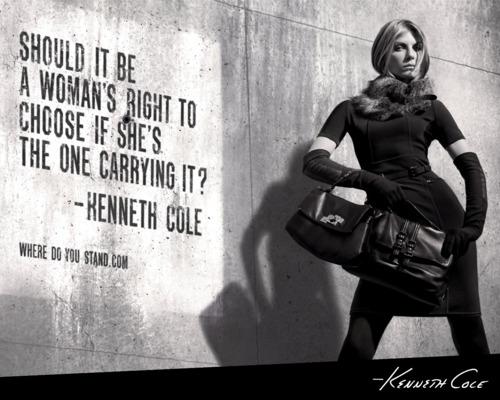 SHOULD IT BE
A WOMAN'S RIGHT TO
CHOOSE IF SHE'S
THE ONE CARRYING IT?
-KENNETH COLE
WHERE DO YOU STAND.COM
-KENNETH COLE